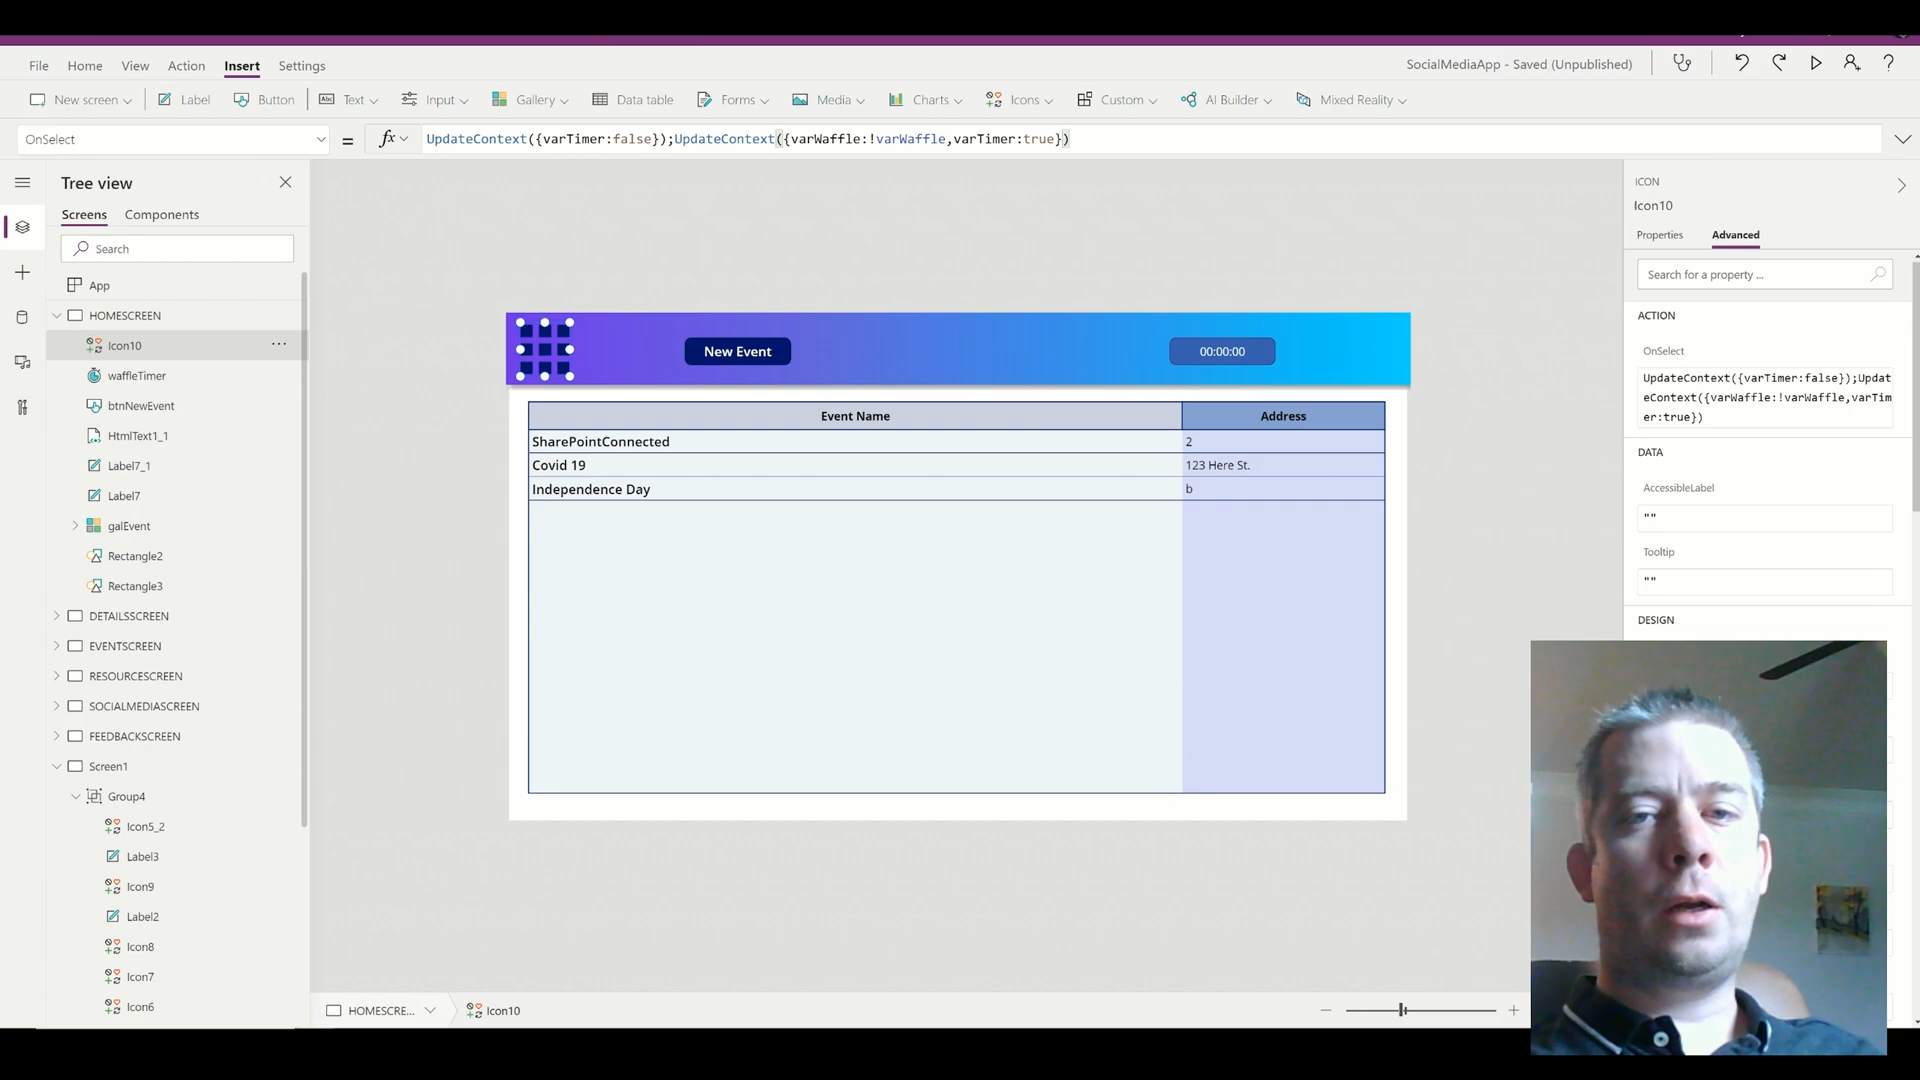 File Home View Action Insert Settings
SocialMediaApp - Saved (Unpublished)
New screen Label Button Text Input Gallery Data table Forms Media Charts Icons Custom AI Builder Mixed Reality
OnSelect = fx UpdateContext({varTimer:false});UpdateContext({varWaffle:!varWaffle,varTimer:true})
Tree view
Screens Components
Search
App
HOMESCREEN
Icon10
waffleTimer
btnNewEvent
HtmlText1_1
Label7_1
Label7
galEvent
Rectangle2
Rectangle3
DETAILSSCREEN
EVENTSCREEN
RESOURCESCREEN
SOCIALMEDIASCREEN
FEEDBACKSCREEN
Screen1
Group4
Icon5_2
Label3
Icon9
Label2
Icon8
Icon7
Icon6
New Event
00:00:00
Event Name Address
SharePointConnected 2
Covid 19 123 Here St.
Independence Day b
HOMESCRE... Icon10
ICON
Icon10
Properties Advanced
Search for a property ...
ACTION
OnSelect
UpdateContext({varTimer:false});Updat
eContext({varWaffle:!varWaffle,varTim
er:true})
DATA
AccessibleLabel
""
Tooltip
""
DESIGN